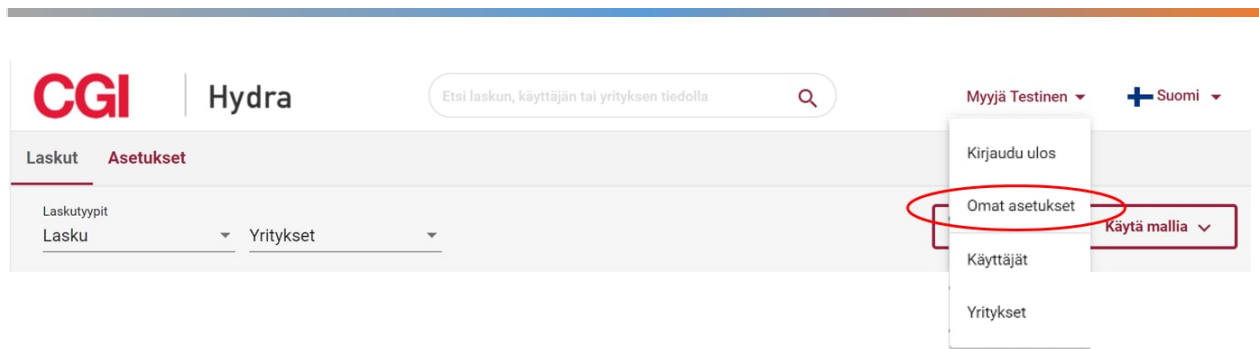 CGI Hydra
Etsi laskun, käyttäjän tai yrityksen tiedolla
Myyjä Testinen
Suomi
Laskut Asetukset
Kirjaudu ulos
Omat asetukset
Käyttäjät
Yritykset
Laskutyypit
Lasku
Yritykset
Käytä mallia